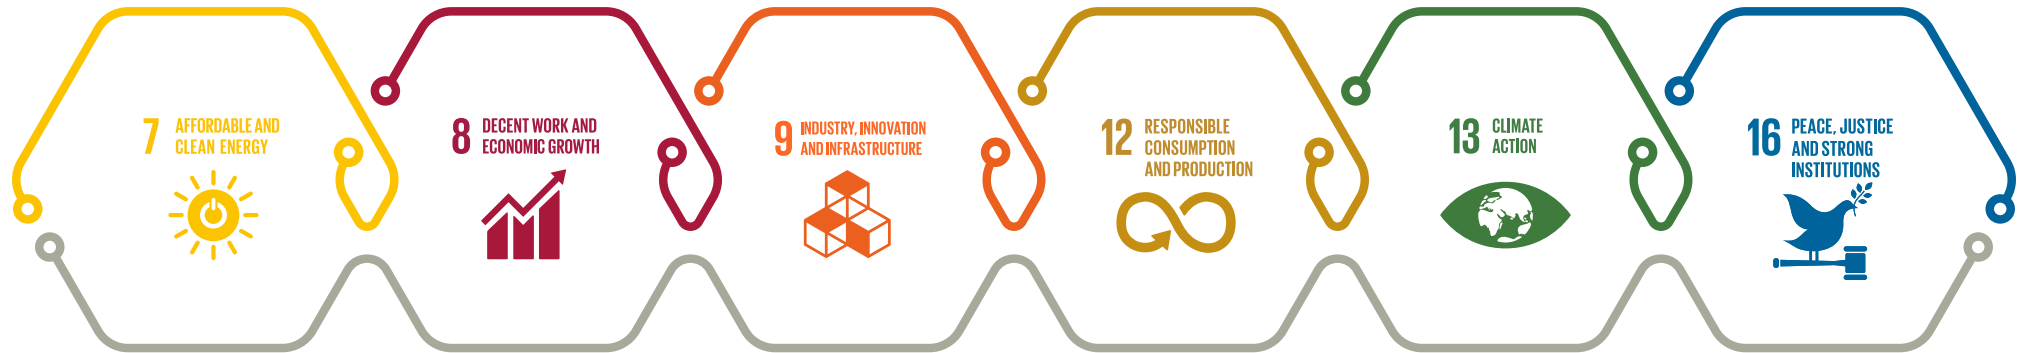 7 AFFORDABLE AND
CLEAN ENERGY
8 DECENT WORK AND
ECONOMIC GROWTH
9 INDUSTRY, INNOVATION
AND INFRASTRUCTURE
12 RESPONSIBLE
CONSUMPTION
AND PRODUCTION
13 CLIMATE
ACTION
16 PEACE, JUSTICE
AND STRONG
INSTITUTIONS